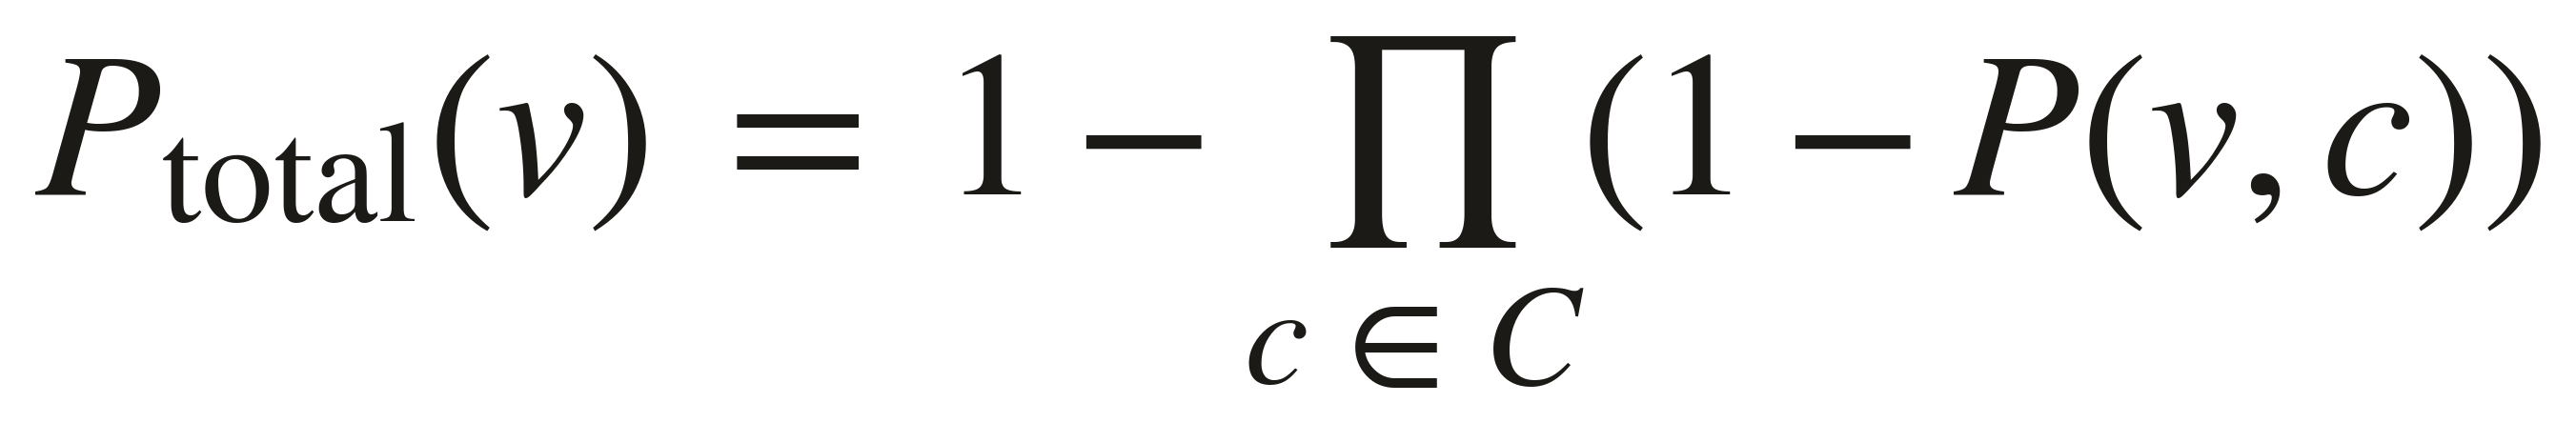 P_total(v) = 1 − ∏_{c ∈ C} (1 − P(v, c))